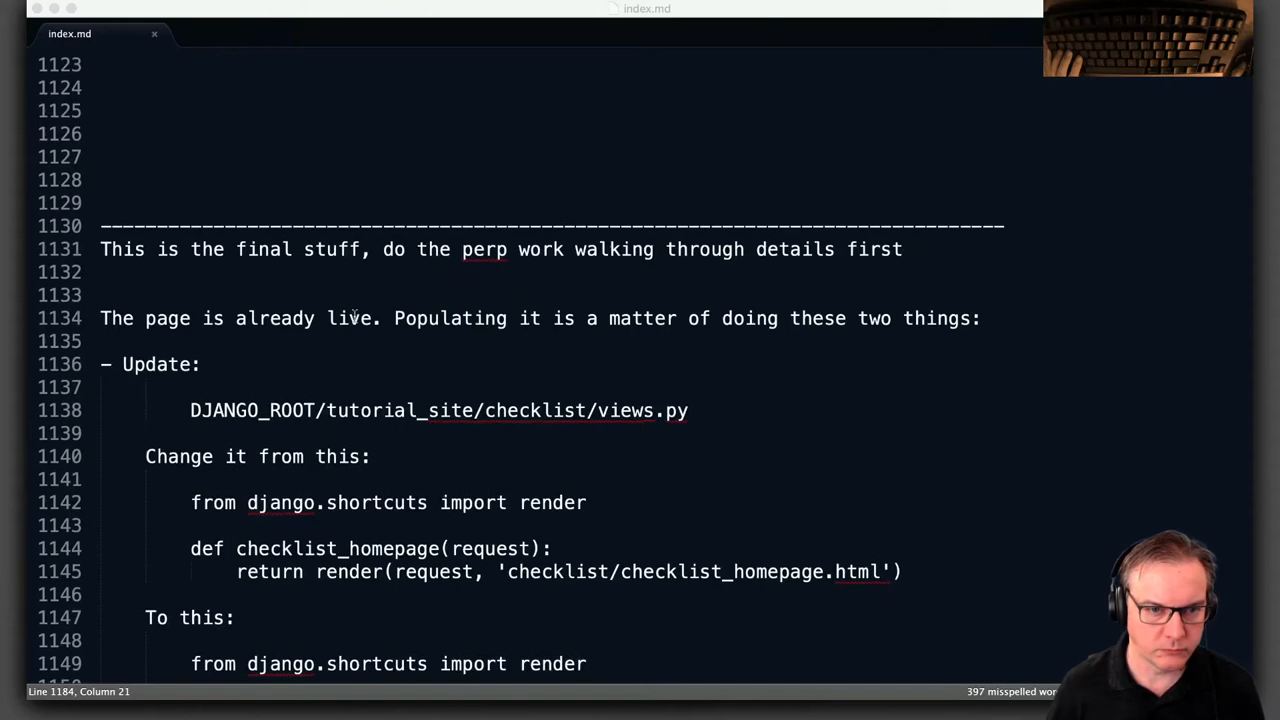 index.md
index.md ×
1123
1124
1125
1126
1127
1128
1129
1130 --------------------------------------------------------------------------------
1131 This is the final stuff, do the perp work walking through details first
1132
1133
1134 The page is already live. Populating it is a matter of doing these two things:
1135
1136 - Update:
1137
1138 DJANGO_ROOT/tutorial_site/checklist/views.py
1139
1140 Change it from this:
1141
1142 from django.shortcuts import render
1143
1144 def checklist_homepage(request):
1145 return render(request, 'checklist/checklist_homepage.html')
1146
1147 To this:
1148
1149 from django.shortcuts import render
Line 1184, Column 21
397 misspelled